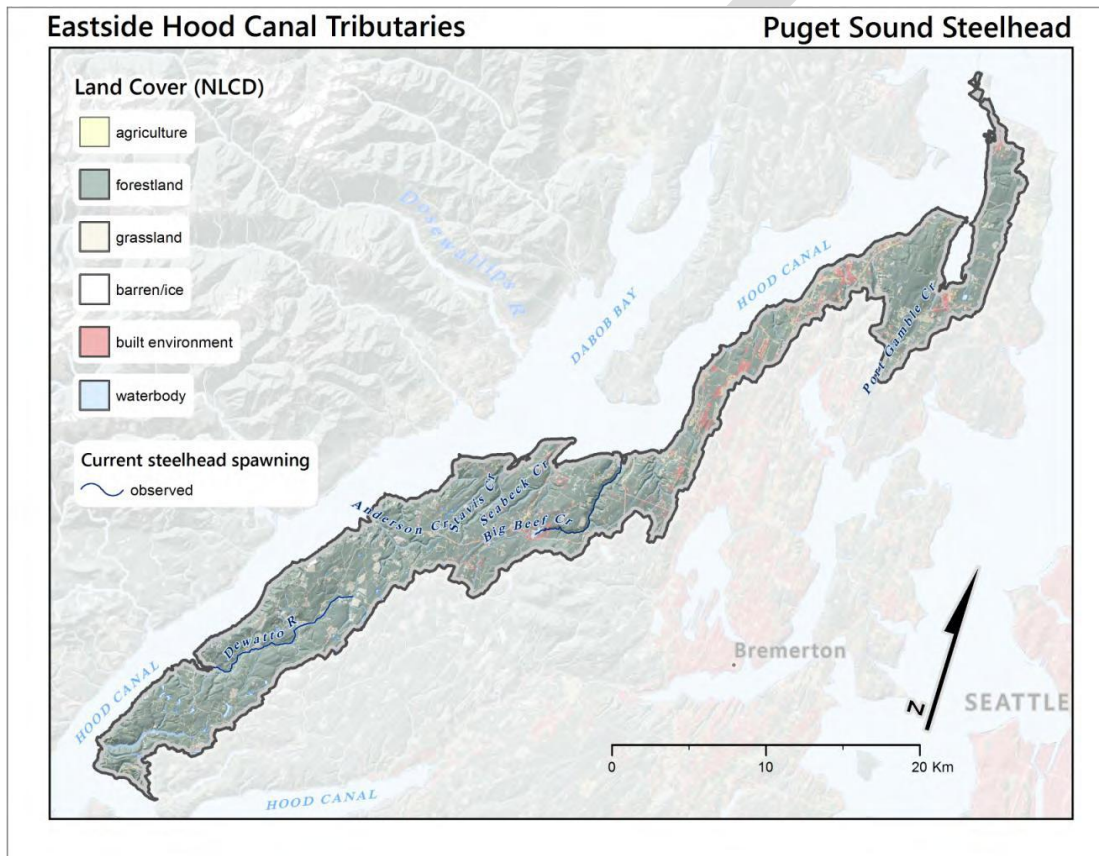 Eastside Hood Canal Tributaries
Puget Sound Steelhead
Land Cover (NLCD)
agriculture
forestland
grassland
barren/ice
built environment
waterbody
Current steelhead spawning
observed
Dosewallips R
DABOB BAY
HOOD CANAL
Port Gamble Cr
Anderson Cr
Stavis Cr
Seabeck Cr
Big Beef Cr
Dewatto R
HOOD CANAL
HOOD CANAL
Bremerton
SEATTLE
N
0 10 20 Km